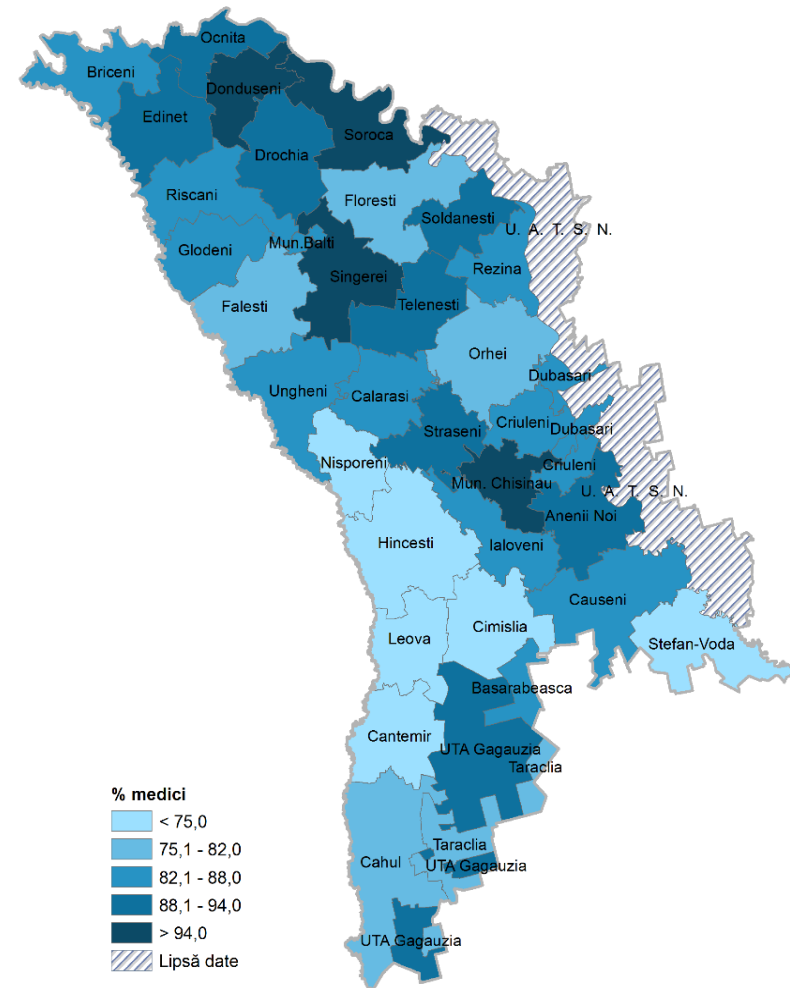 Ocnita
Briceni
Donduseni
Edinet
Soroca
Drochia
Riscani
Floresti
Soldanesti
U. A. T. S. N.
Mun.Balti
Glodeni
Rezina
Singerei
Falesti
Telenesti
Orhei
Dubasari
Ungheni
Calarasi
Criuleni
Dubasari
Straseni
Nisporeni
Criuleni
Mun. Chisinau
U. A. T. S. N.
Anenii Noi
Hincesti
Ialoveni
Causeni
Cimislia
Leova
Stefan-Voda
Basarabeasca
Cantemir
UTA Gagauzia
Taraclia
Taraclia
Cahul
UTA Gagauzia
UTA Gagauzia
% medici
< 75,0
75,1 - 82,0
82,1 - 88,0
88,1 - 94,0
> 94,0
Lipsă date